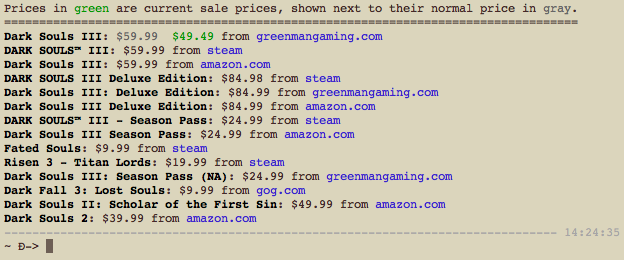 Prices in green are current sale prices, shown next to their normal price in gray.
================================================================================
Dark Souls III: $59.99  $49.49 from greenmangaming.com
DARK SOULS™ III: $59.99 from steam
Dark Souls III: $59.99 from amazon.com
DARK SOULS III Deluxe Edition: $84.98 from steam
Dark Souls III: Deluxe Edition: $84.99 from greenmangaming.com
Dark Souls III Deluxe Edition: $84.99 from amazon.com
DARK SOULS™ III - Season Pass: $24.99 from steam
Dark Souls III Season Pass: $24.99 from amazon.com
Fated Souls: $9.99 from steam
Risen 3 - Titan Lords: $19.99 from steam
Dark Souls III: Season Pass (NA): $24.99 from greenmangaming.com
Dark Fall 3: Lost Souls: $9.99 from gog.com
Dark Souls II: Scholar of the First Sin: $49.99 from amazon.com
Dark Souls 2: $39.99 from amazon.com
------------------------------------------------------------------------------- 14:24:35
~ Ð->